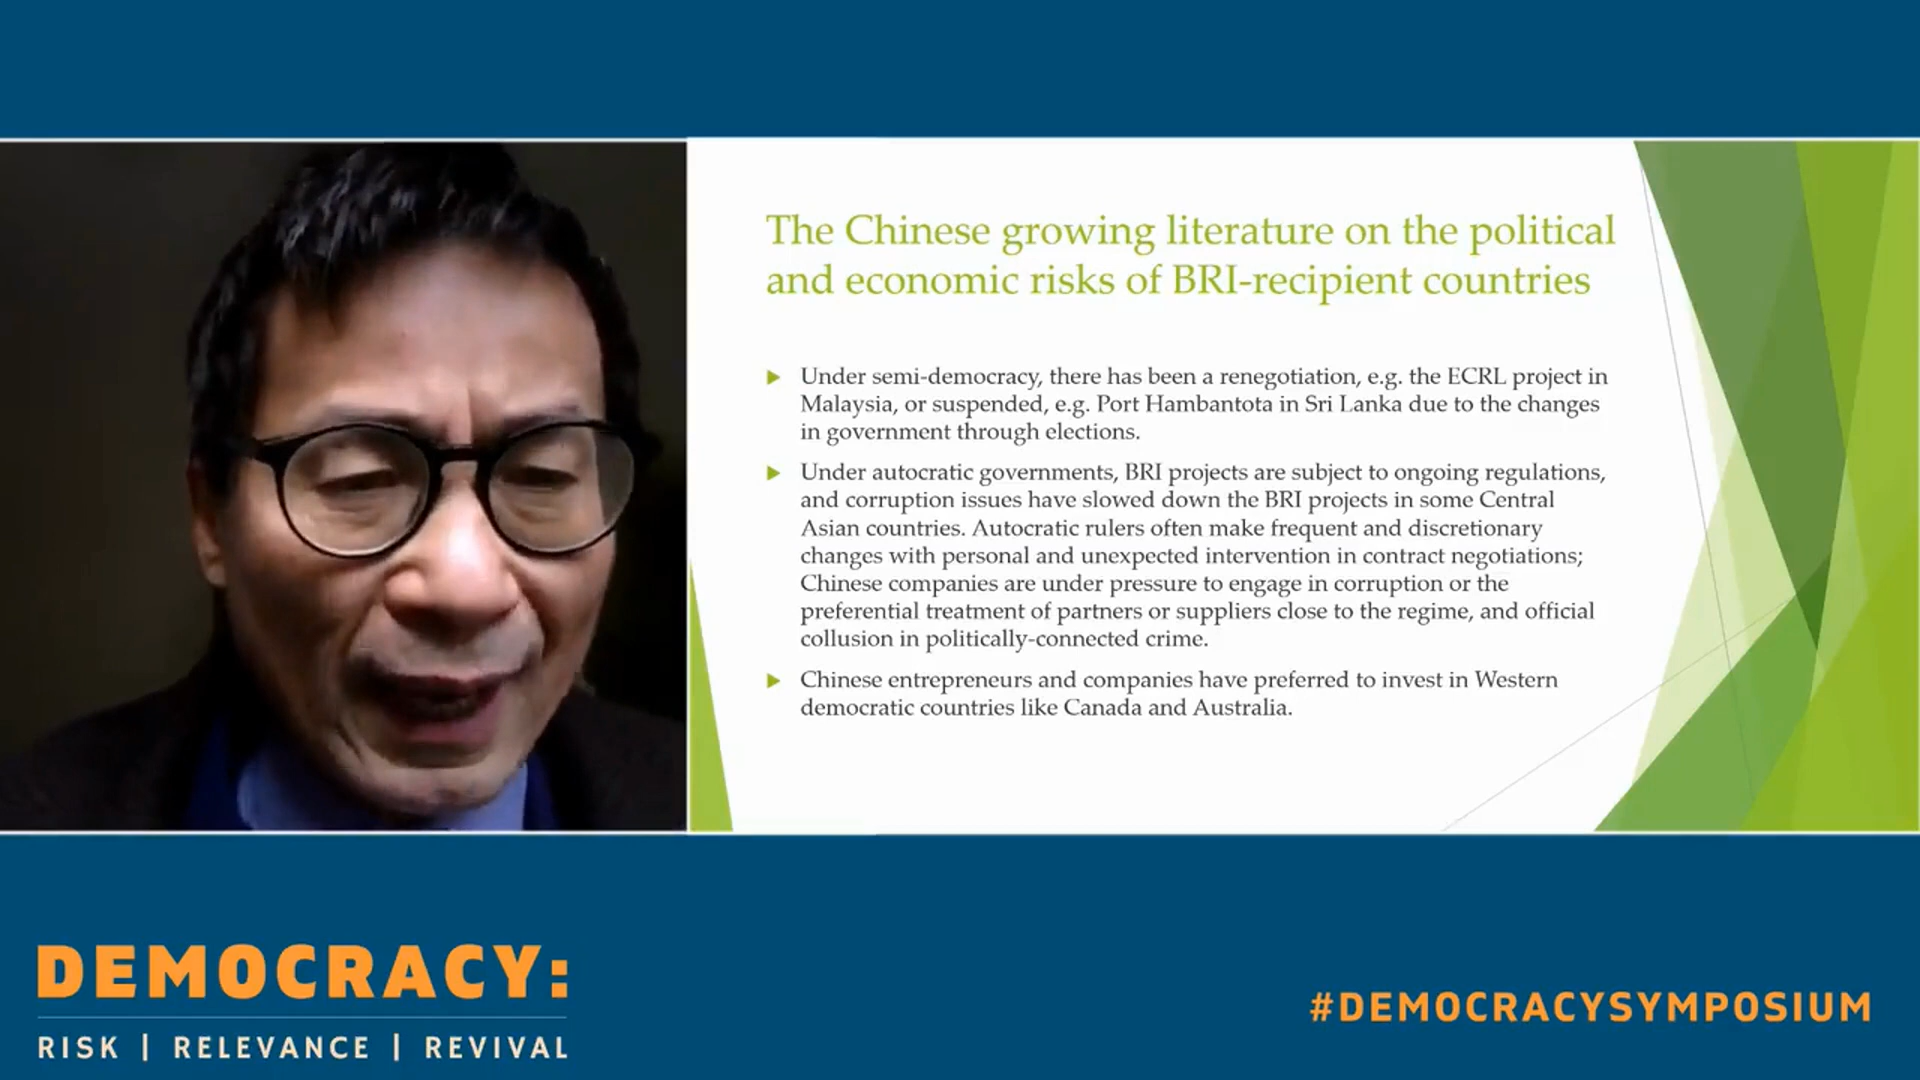 The Chinese growing literature on the political
and economic risks of BRI-recipient countries
Under semi-democracy, there has been a renegotiation, e.g. the ECRL project in
Malaysia, or suspended, e.g. Port Hambantota in Sri Lanka due to the changes
in government through elections.
Under autocratic governments, BRI projects are subject to ongoing regulations,
and corruption issues have slowed down the BRI projects in some Central
Asian countries. Autocratic rulers often make frequent and discretionary
changes with personal and unexpected intervention in contract negotiations;
Chinese companies are under pressure to engage in corruption or the
preferential treatment of partners or suppliers close to the regime, and official
collusion in politically-connected crime.
Chinese entrepreneurs and companies have preferred to invest in Western
democratic countries like Canada and Australia.
DEMOCRACY:
RISK | RELEVANCE | REVIVAL
#DEMOCRACYSYMPOSIUM